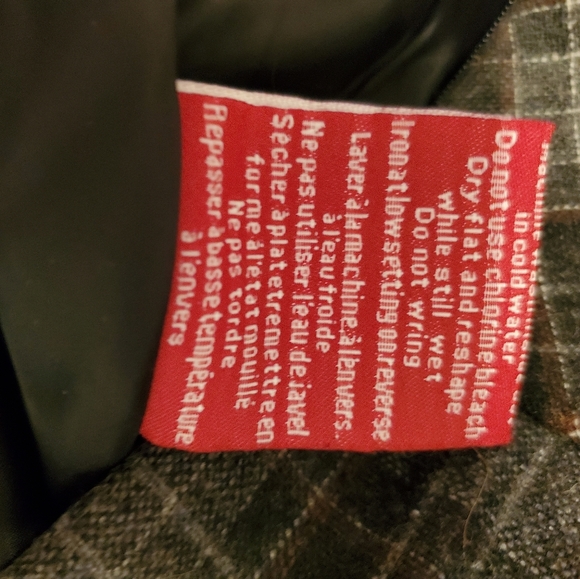 in cold water
Do not use chlorine bleach
Dry flat and reshape
while still wet
Do not wring
Iron at low setting on reverse
Laver à la machine à l'envers
à l'eau froide
Ne pas utiliser l'eau de javel
Sécher à plat et remettre en
forme à l'état mouillé
Ne pas tordre
Repasser à basse température
à l'envers